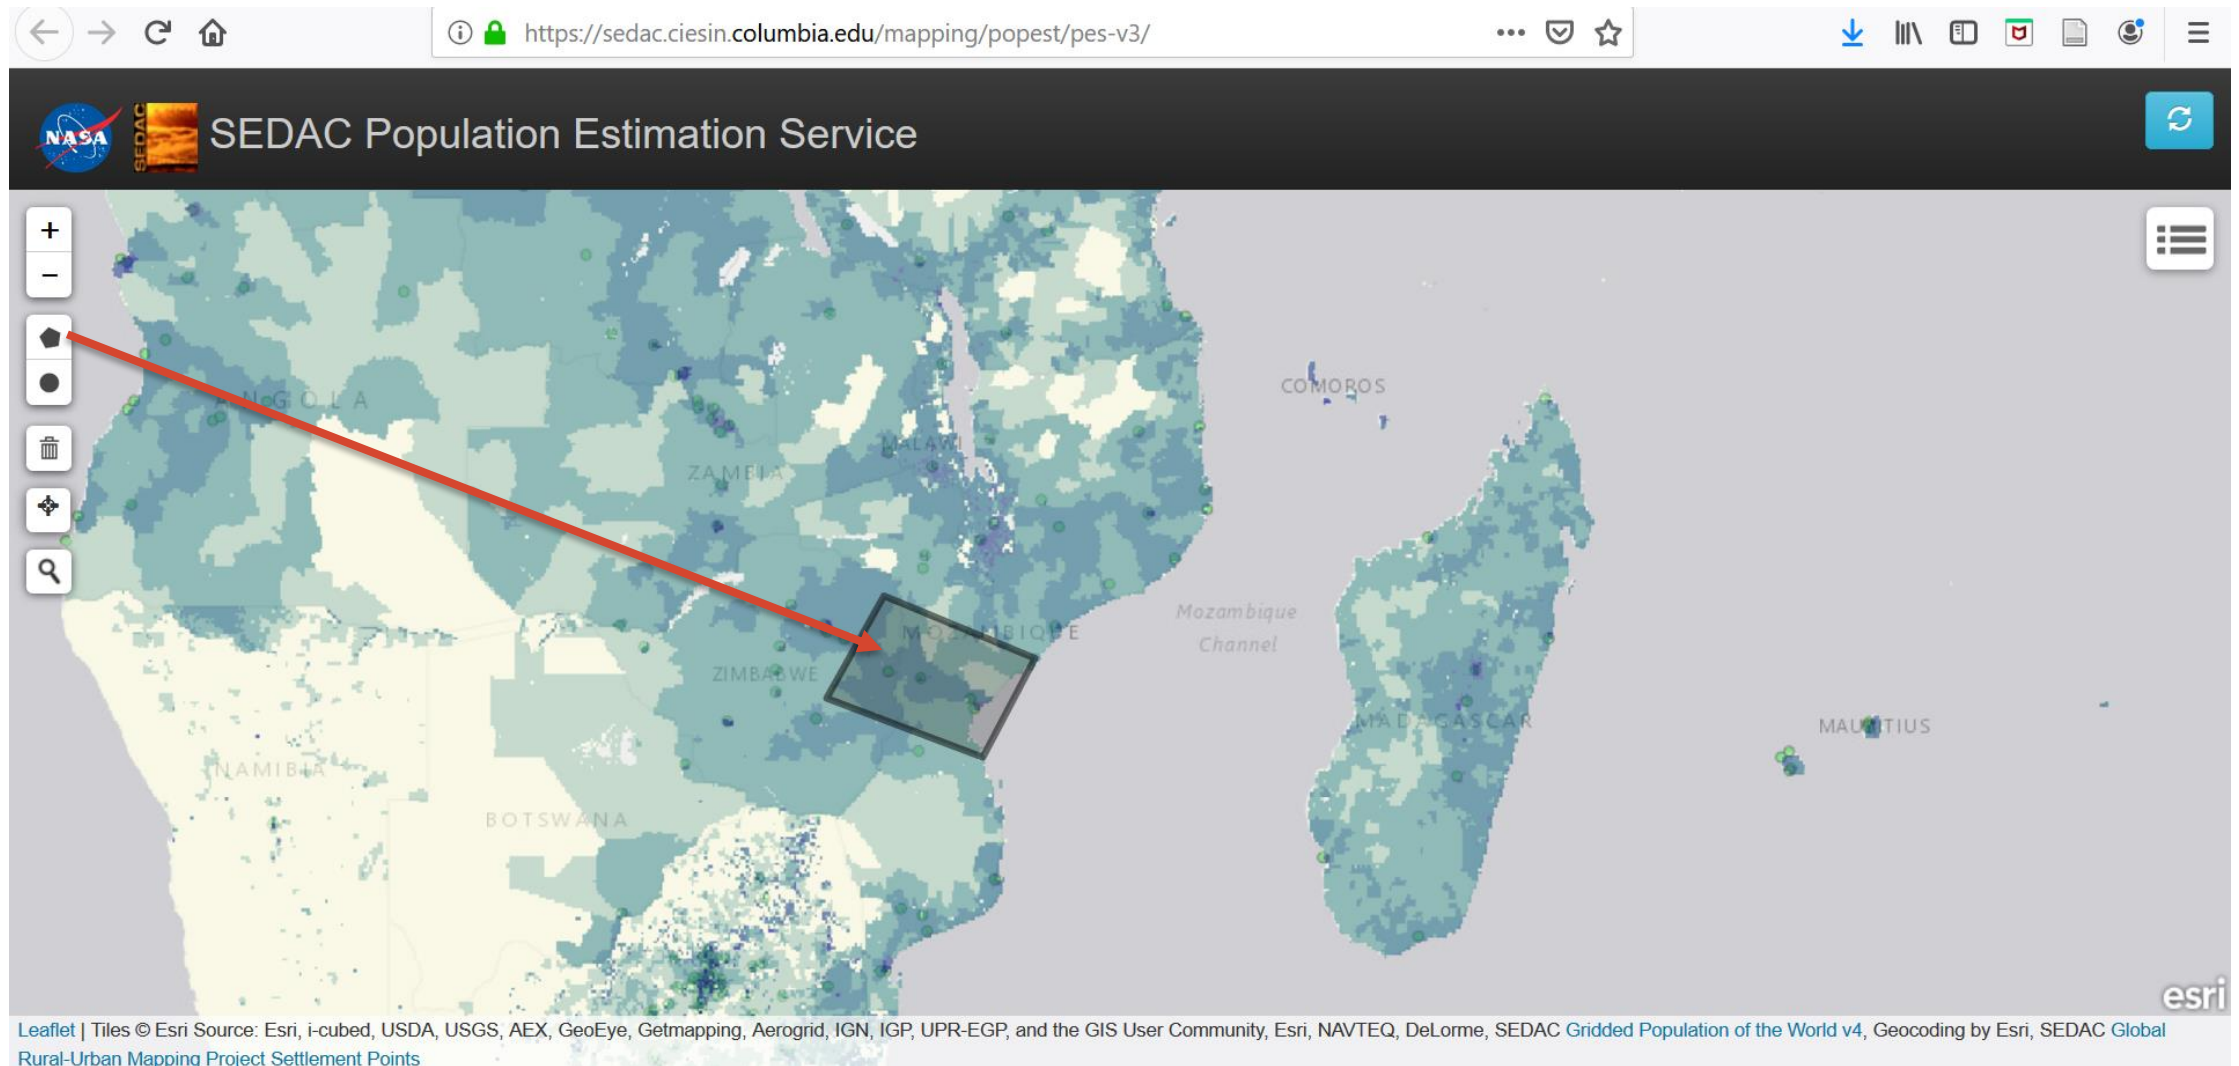 https://sedac.ciesin.columbia.edu/mapping/popest/pes-v3/
NASA
SEDAC
SEDAC Population Estimation Service
+
−
COMOROS
ANGOLA
MALAWI
ZAMBIA
Mozambique
Channel
MOZAMBIQUE
ZIMBABWE
MADAGASCAR
MAURITIUS
NAMIBIA
BOTSWANA
esri
Leaflet | Tiles © Esri Source: Esri, i-cubed, USDA, USGS, AEX, GeoEye, Getmapping, Aerogrid, IGN, IGP, UPR-EGP, and the GIS User Community, Esri, NAVTEQ, DeLorme, SEDAC Gridded Population of the World v4, Geocoding by Esri, SEDAC Global
Rural-Urban Mapping Project Settlement Points